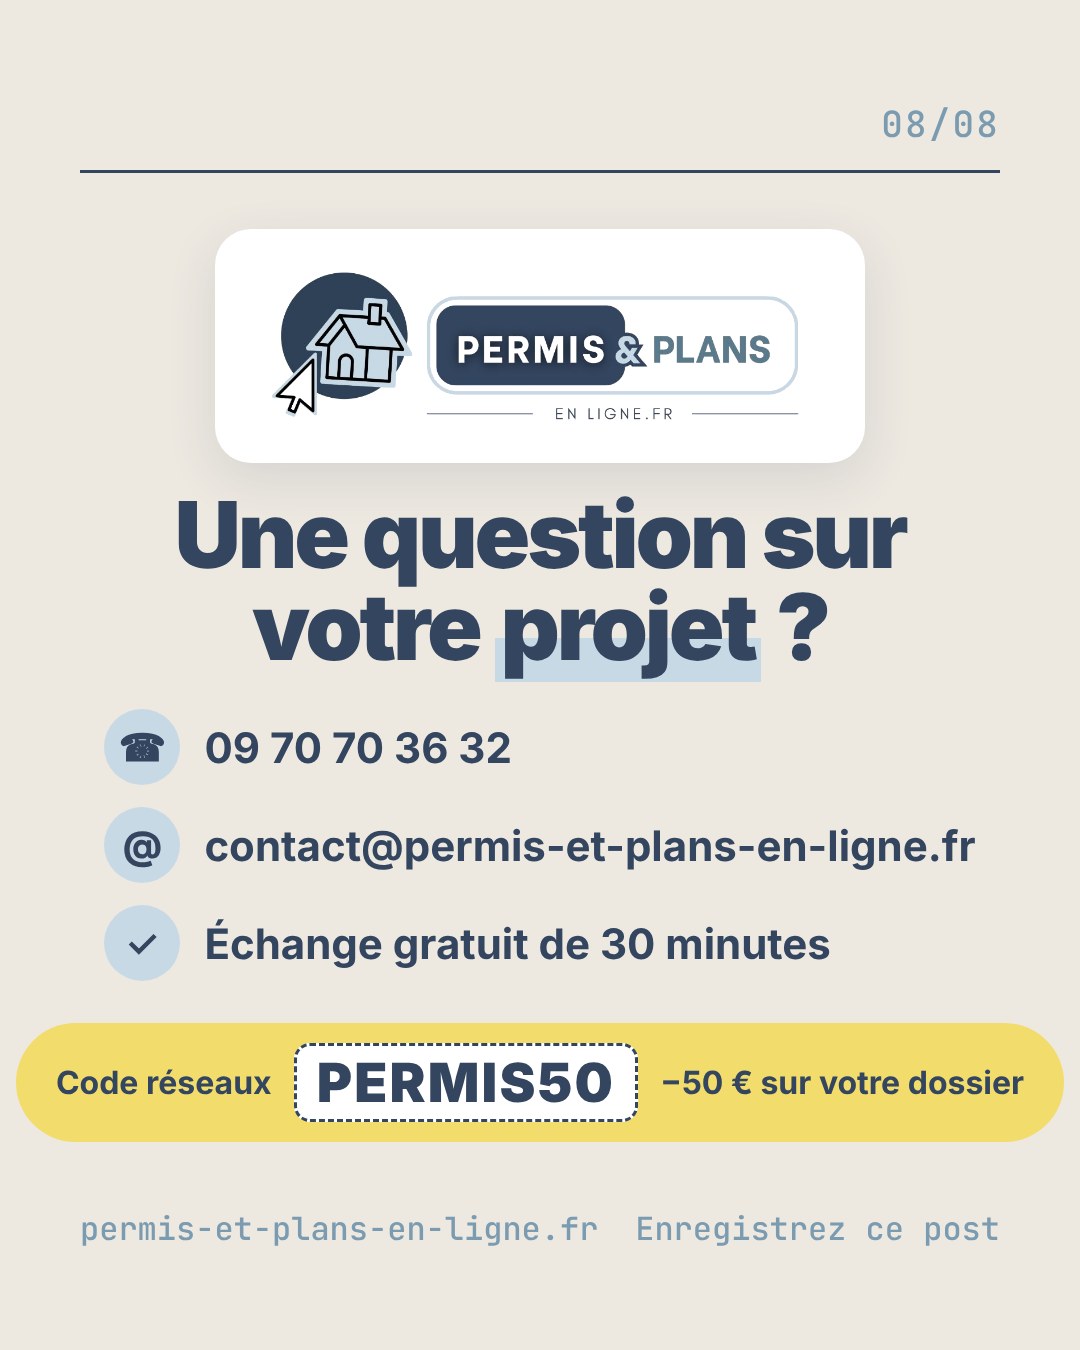 08/08
PERMIS & PLANS
EN LIGNE.FR
Une question sur
votre projet ?
☎ 09 70 70 36 32
@ contact@permis-et-plans-en-ligne.fr
✓ Échange gratuit de 30 minutes
Code réseaux PERMIS50 −50 € sur votre dossier
permis-et-plans-en-ligne.fr Enregistrez ce post